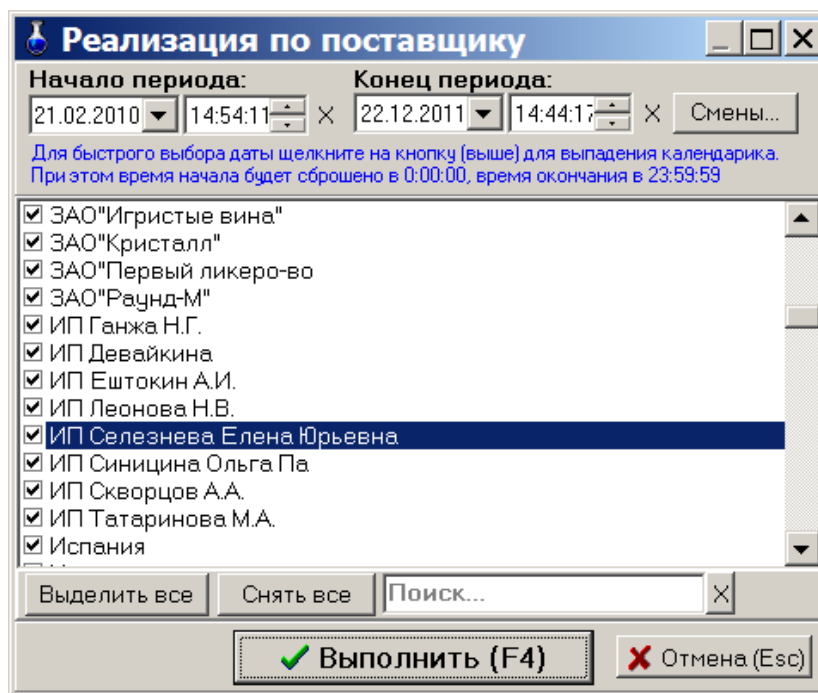 Реализация по поставщику
Начало периода: Конец периода:
21.02.2010 14:54:11 X 22.12.2011 14:44:17 X Смены...
Для быстрого выбора даты щелкните на кнопку (выше) для выпадения календарика.
При этом время начала будет сброшено в 0:00:00, время окончания в 23:59:59
ЗАО"Игристые вина"
ЗАО"Кристалл"
ЗАО"Первый ликеро-во
ЗАО"Раунд-М"
ИП Ганжа Н.Г.
ИП Девайкина
ИП Ештокин А.И.
ИП Леонова Н.В.
ИП Селезнева Елена Юрьевна
ИП Синицина Ольга Па
ИП Скворцов А.А.
ИП Татаринова М.А.
Испания
Выделить все Снять все Поиск... X
Выполнить (F4) Отмена (Esc)